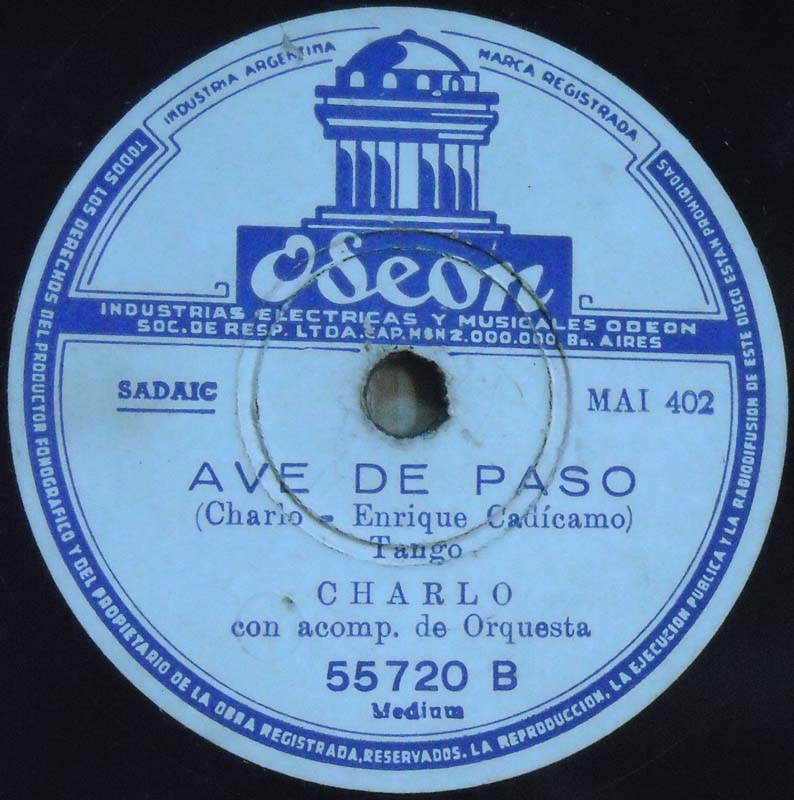 INDUSTRIA ARGENTINA
MARCA REGISTRADA
TODOS LOS DERECHOS DEL PRODUCTOR FONOGRAFICO Y DEL PROPIETARIO DE LA OBRA REGISTRADA, RESERVADOS. LA REPRODUCCION, LA EJECUZION PUBLICA Y LA RADIODIFUSION DE ESTE DISCO ESTAN PROHIBIDAS
Odeon
INDUSTRIAS ELECTRICAS Y MUSICALES ODEON
SOC. DE RESP. LTDA. CAP. M$N 2.000.000 Bs. AIRES
SADAIC
MAI 402
AVE DE PASO
(Charlo - Enrique Cadícamo)
Tango
CHARLO
con acomp. de Orquesta
55720 B
Medium